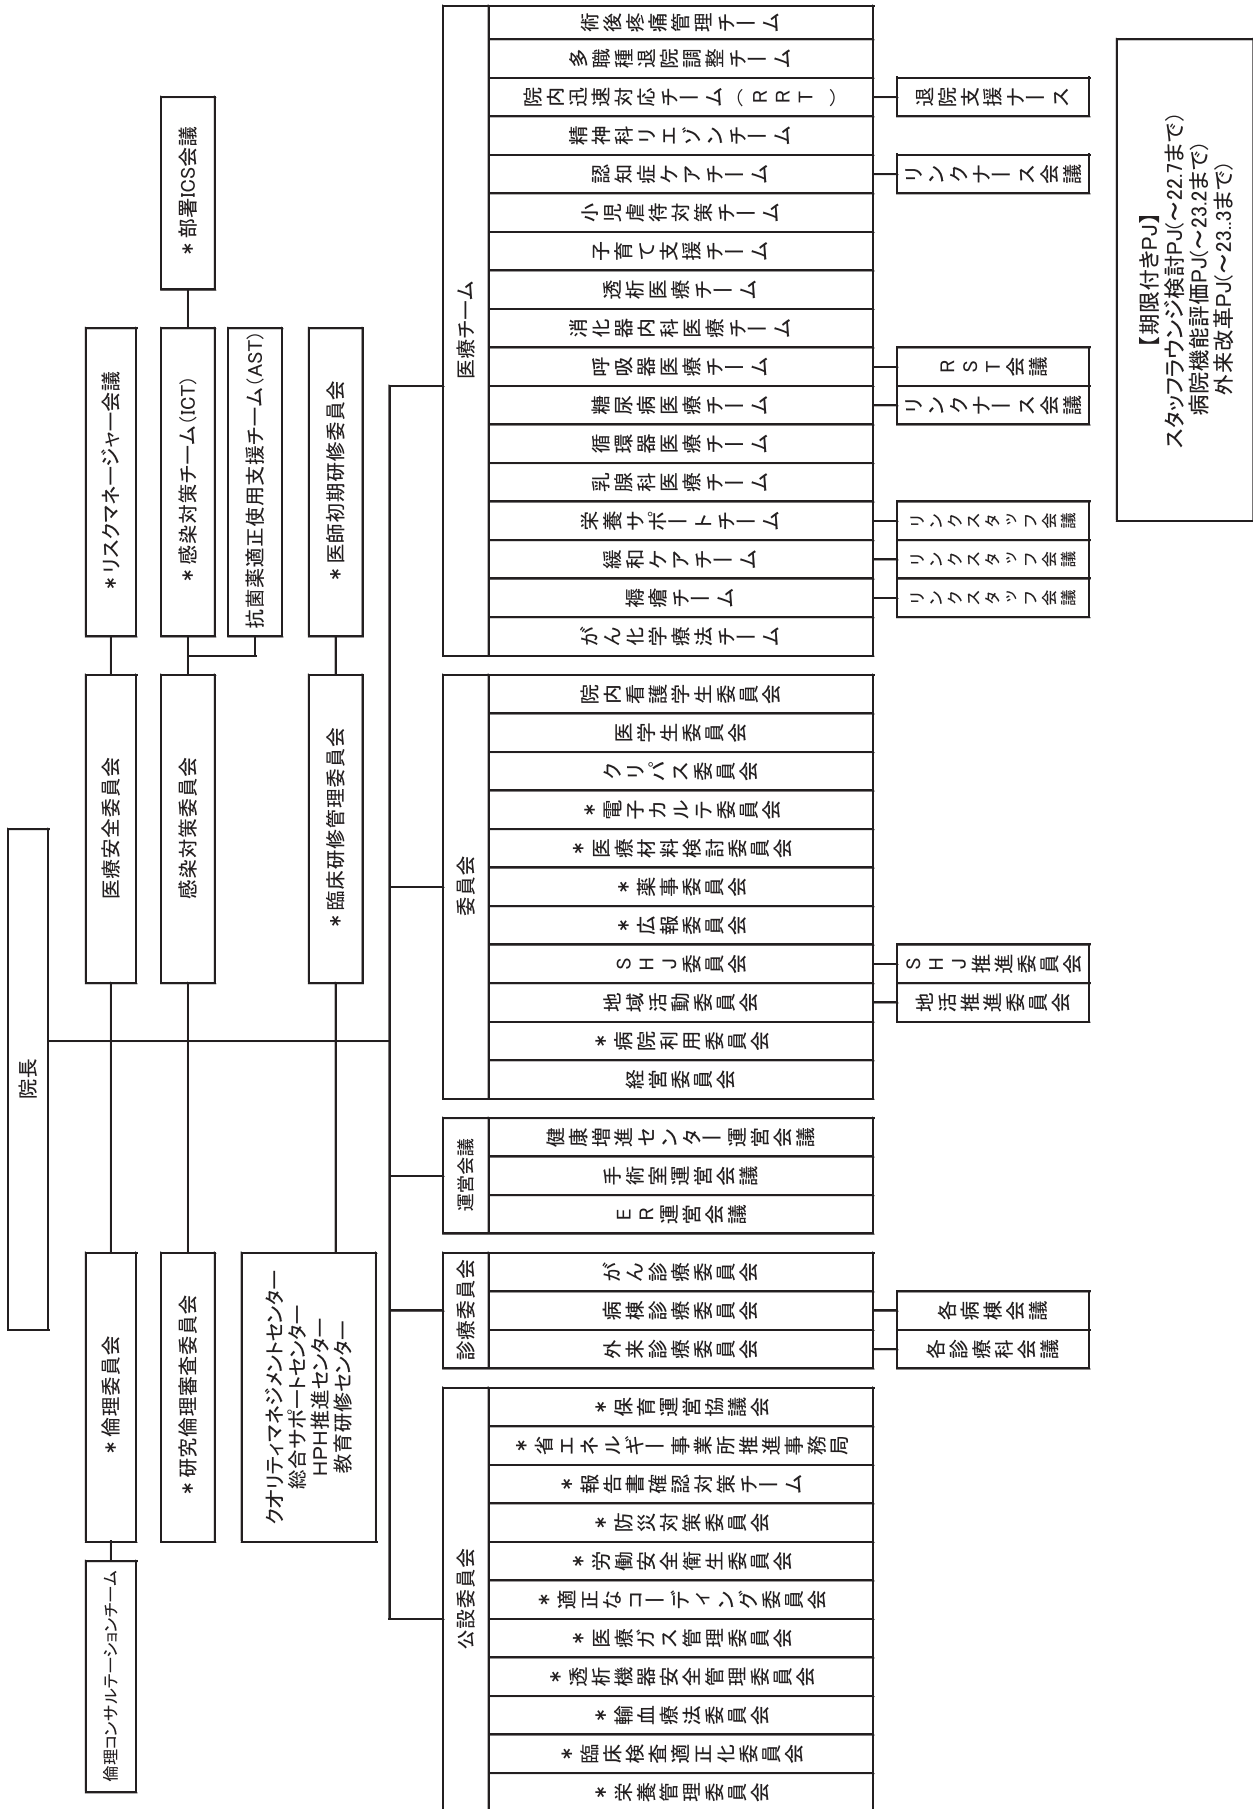 院長
倫理コンサルテーションチーム
＊倫理委員会
医療安全委員会
＊リスクマネージャー会議
＊研究倫理審査委員会
感染対策委員会
＊感染対策チーム(ICT)
＊部署ICS会議
抗菌薬適正使用支援チーム(AST)
クオリティマネジメントセンター
総合サポートセンター
HPH推進センター
教育研修センター
＊臨床研修管理委員会
＊医師初期研修委員会
公設委員会
＊栄養管理委員会
＊臨床検査適正化委員会
＊輸血療法委員会
＊透析機器安全管理委員会
＊医療ガス管理委員会
＊適正なコーディング委員会
＊労働安全衛生委員会
＊防災対策委員会
＊報告書確認対策チーム
＊省エネルギー事業所推進事務局
＊保育運営協議会
診療委員会
外来診療委員会
病棟診療委員会
がん診療委員会
各診療科会議
各病棟会議
運営会議
ER運営会議
手術室運営会議
健康増進センター運営会議
委員会
経営委員会
＊病院利用委員会
地域活動委員会
SHJ委員会
＊広報委員会
＊薬事委員会
＊医療材料検討委員会
＊電子カルテ委員会
クリパス委員会
医学生委員会
院内看護学生委員会
地活推進委員会
SHJ推進委員会
医療チーム
がん化学療法チーム
褥瘡チーム
緩和ケアチーム
栄養サポートチーム
乳腺科医療チーム
循環器医療チーム
糖尿病医療チーム
呼吸器医療チーム
消化器内科医療チーム
透析医療チーム
子育て支援チーム
小児虐待対策チーム
認知症ケアチーム
精神科リエゾンチーム
院内迅速対応チーム(RRT)
多職種退院調整チーム
術後疼痛管理チーム
リンクスタッフ会議
リンクスタッフ会議
リンクスタッフ会議
リンクナース会議
RST会議
リンクナース会議
退院支援ナース
【期限付きPJ】
スタッフラウンジ検討PJ(～22.7まで)
病院機能評価PJ(～23.2まで)
外来改革PJ(～23..3まで)